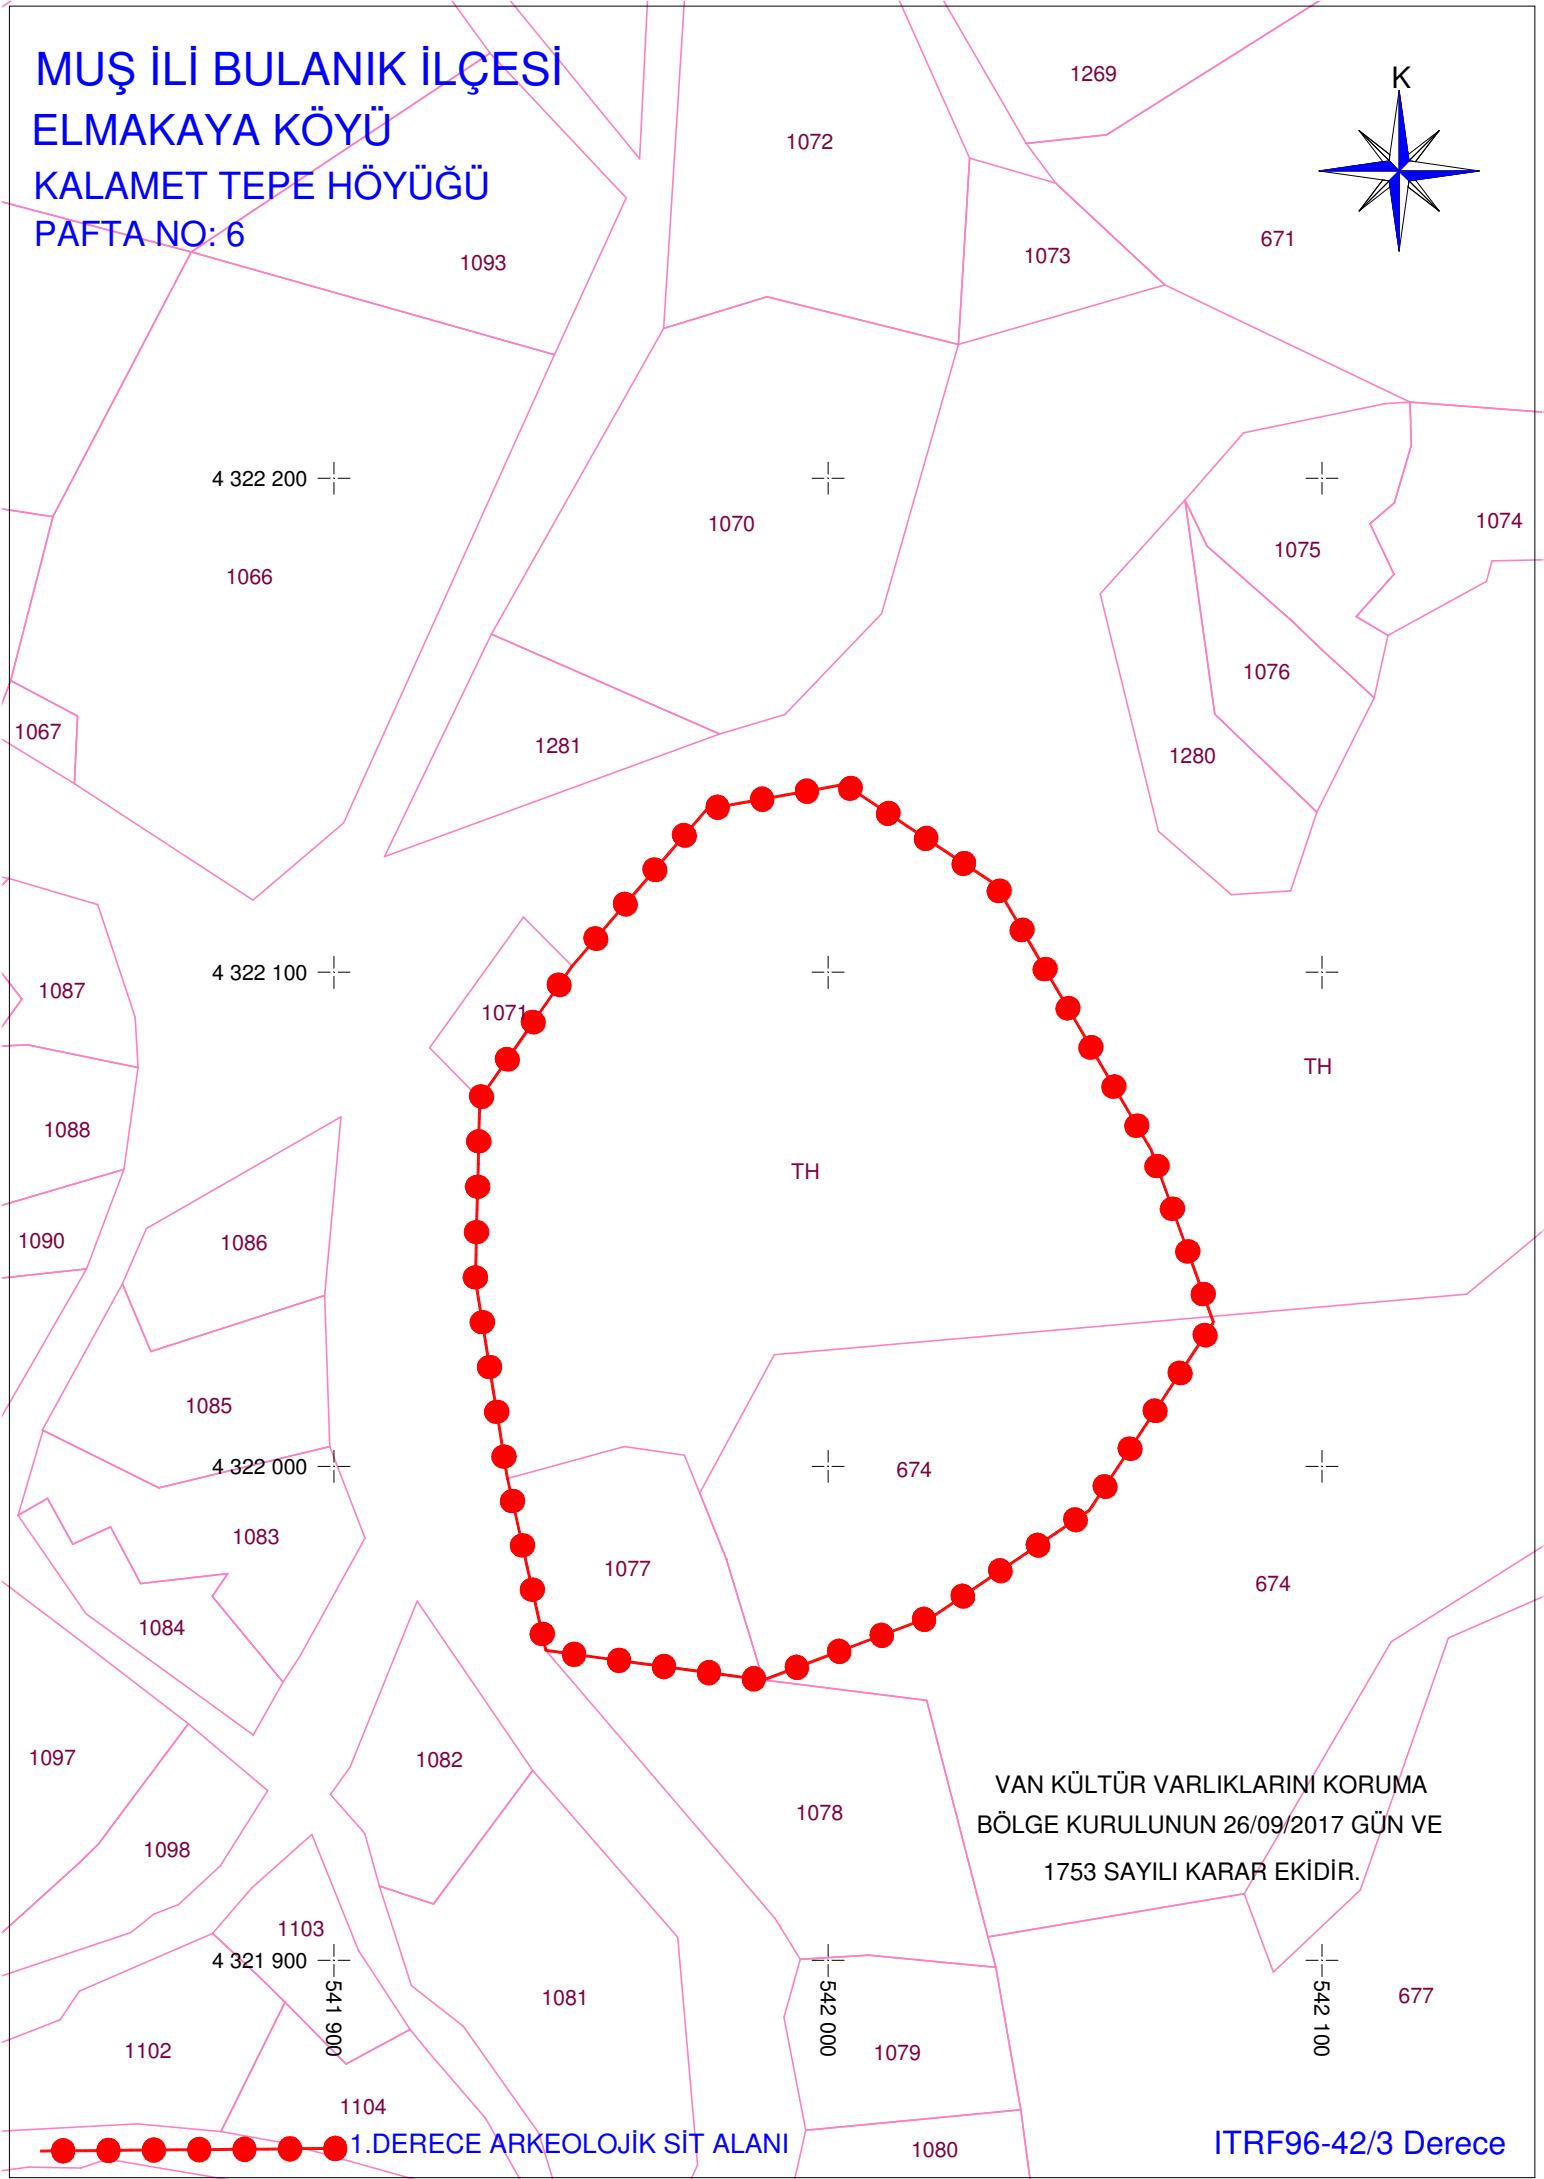 MUŞ İLİ BULANIK İLÇESİ
ELMAKAYA KÖYÜ
KALAMET TEPE HÖYÜĞÜ
PAFTA NO: 6
K
1269
1072
671
1073
1093
4 322 200
1070
1074
1075
1066
1076
1067
1281
1280
4 322 100
1087
1071
TH
1088
TH
1090
1086
1085
4 322 000
674
1083
1077
674
1084
1097
1082
VAN KÜLTÜR VARLIKLARINI KORUMA
BÖLGE KURULUNUN 26/09/2017 GÜN VE
1753 SAYILI KARAR EKİDİR.
1078
1098
1103
4 321 900
541 900
542 000
542 100
1081
677
1102
1079
1104
1.DERECE ARKEOLOJİK SİT ALANI
1080
ITRF96-42/3 Derece